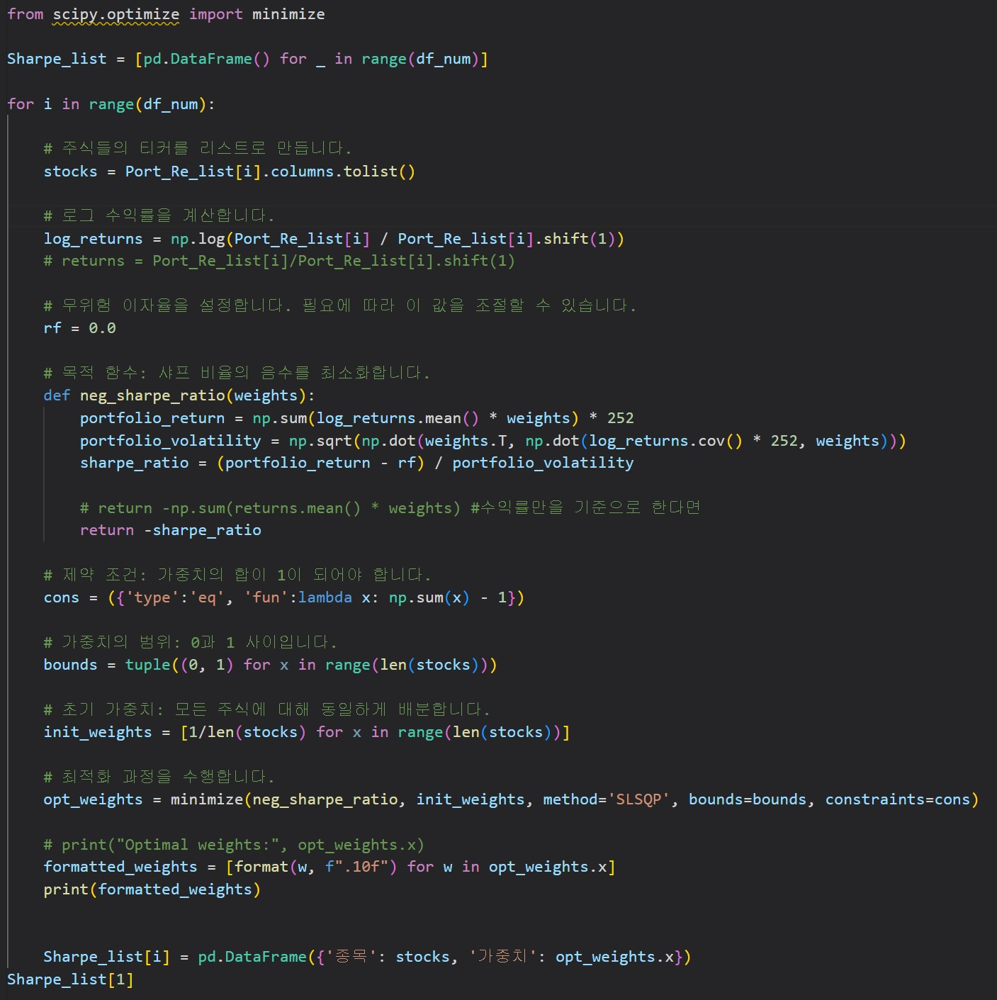 from scipy.optimize import minimize
Sharpe_list = [pd.DataFrame() for _ in range(df_num)]
for i in range(df_num):
# 주식들의 티커를 리스트로 만듭니다.
stocks = Port_Re_list[i].columns.tolist()
# 로그 수익률을 계산합니다.
log_returns = np.log(Port_Re_list[i] / Port_Re_list[i].shift(1))
# returns = Port_Re_list[i]/Port_Re_list[i].shift(1)
# 무위험 이자율을 설정합니다. 필요에 따라 이 값을 조절할 수 있습니다.
rf = 0.0
# 목적 함수: 샤프 비율의 음수를 최소화합니다.
def neg_sharpe_ratio(weights):
portfolio_return = np.sum(log_returns.mean() * weights) * 252
portfolio_volatility = np.sqrt(np.dot(weights.T, np.dot(log_returns.cov() * 252, weights)))
sharpe_ratio = (portfolio_return - rf) / portfolio_volatility
# return -np.sum(returns.mean() * weights) #수익률만을 기준으로 한다면
return -sharpe_ratio
# 제약 조건: 가중치의 합이 1이 되어야 합니다.
cons = ({'type':'eq', 'fun':lambda x: np.sum(x) - 1})
# 가중치의 범위: 0과 1 사이입니다.
bounds = tuple((0, 1) for x in range(len(stocks)))
# 초기 가중치: 모든 주식에 대해 동일하게 배분합니다.
init_weights = [1/len(stocks) for x in range(len(stocks))]
# 최적화 과정을 수행합니다.
opt_weights = minimize(neg_sharpe_ratio, init_weights, method='SLSQP', bounds=bounds, constraints=cons)
# print("Optimal weights:", opt_weights.x)
formatted_weights = [format(w, f".10f") for w in opt_weights.x]
print(formatted_weights)
Sharpe_list[i] = pd.DataFrame({'종목': stocks, '가중치': opt_weights.x})
Sharpe_list[1]